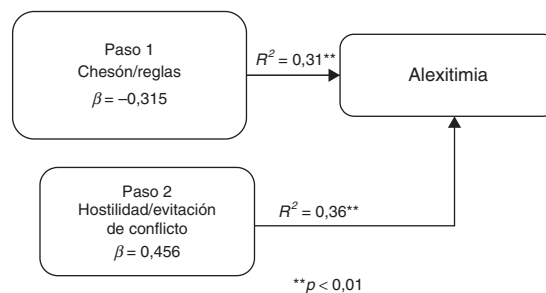 Paso 1
Chesón/reglas
β = –0,315
R² = 0,31**
Alexitimia
Paso 2
Hostilidad/evitación
de conflicto
β = 0,456
R² = 0,36**
**p < 0,01